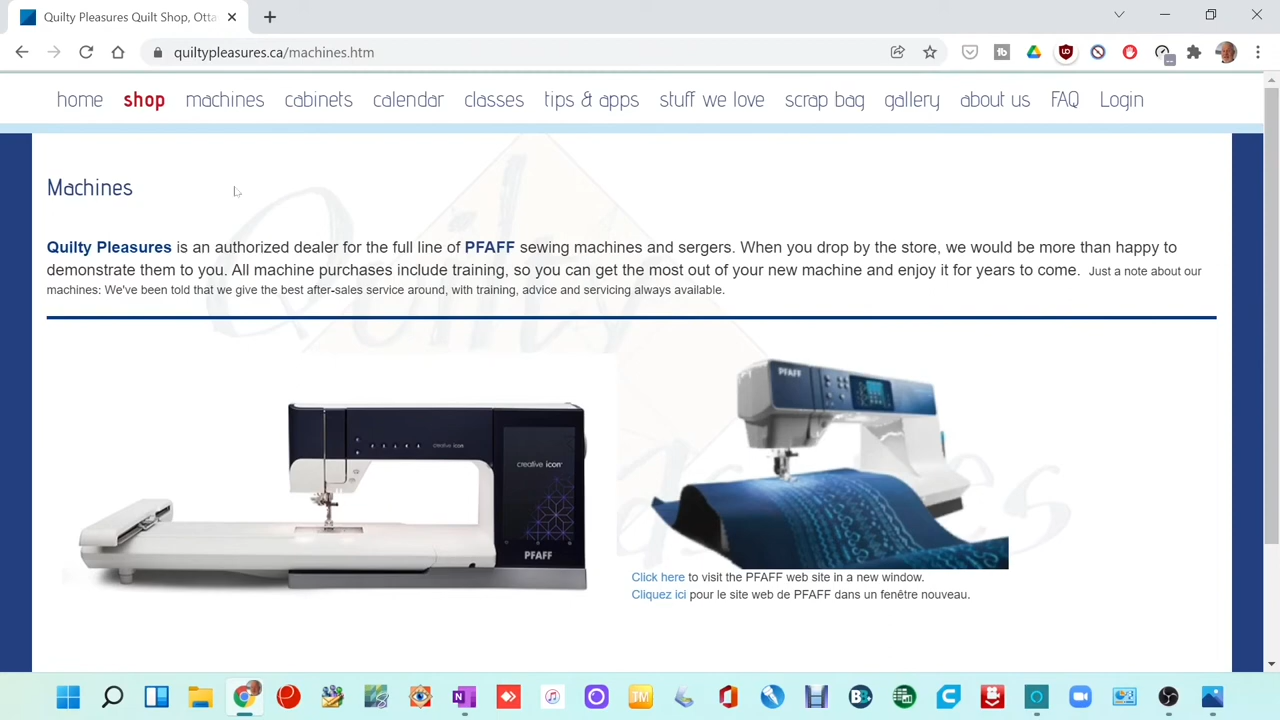 Quilty Pleasures Quilt Shop, Otta
quiltypleasures.ca/machines.htm
home shop machines cabinets calendar classes tips & apps stuff we love scrap bag gallery about us FAQ Login
Machines
Quilty Pleasures is an authorized dealer for the full line of PFAFF sewing machines and sergers. When you drop by the store, we would be more than happy to
demonstrate them to you. All machine purchases include training, so you can get the most out of your new machine and enjoy it for years to come. Just a note about our
machines: We've been told that we give the best after-sales service around, with training, advice and servicing always available.
Quilty
PFAFF
creative icon
creative icon
PFAFF
Click here to visit the PFAFF web site in a new window.
Cliquez ici pour le site web de PFAFF dans un fenêtre nouveau.